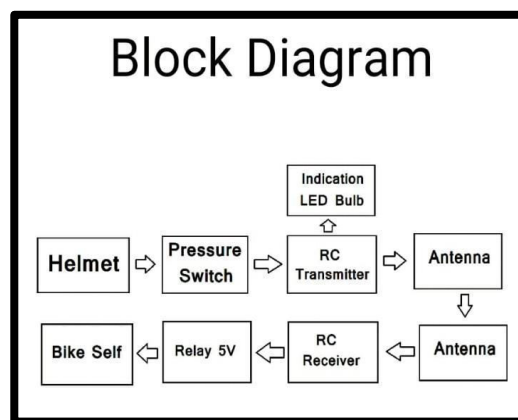 Block Diagram
Indication
LED Bulb
Helmet
Pressure
Switch
RC
Transmitter
Antenna
Bike Self
Relay 5V
RC
Receiver
Antenna